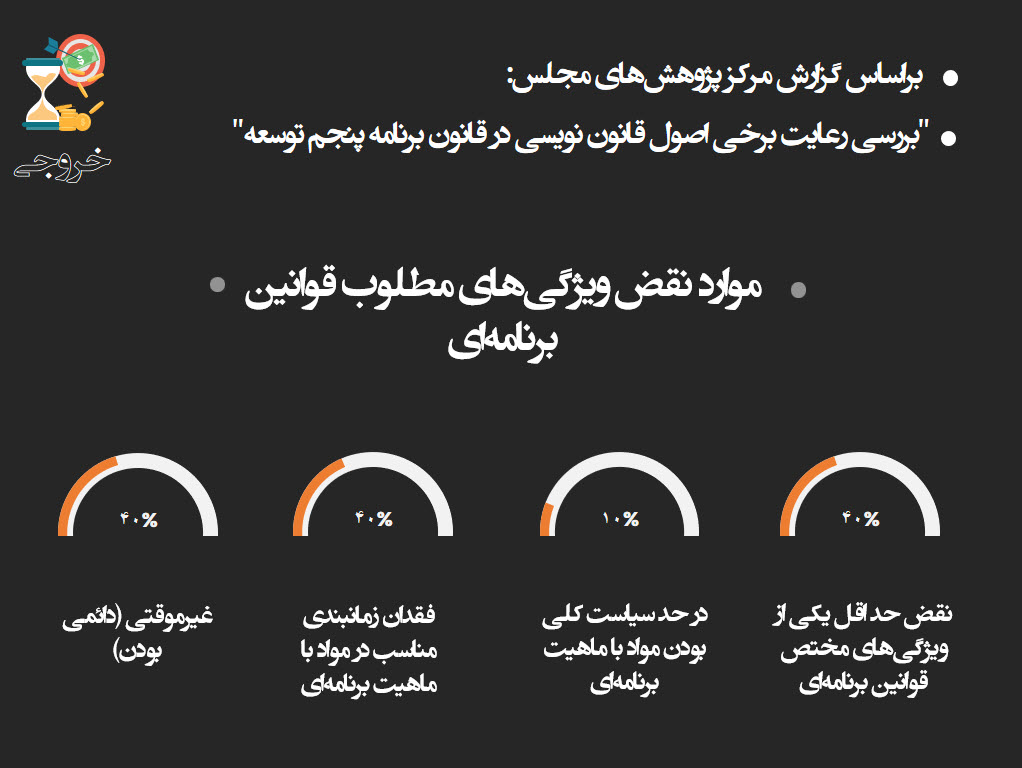 براساس گزارش مرکز پژوهش‌های مجلس:
"بررسی رعایت برخی اصول قانون نویسی در قانون برنامه پنجم توسعه"
خروجی
موارد نقض ویژگی‌های مطلوب قوانین
برنامه‌ای
۴۰%
نقض حداقل یکی از
ویژگی‌های مختص
قوانین برنامه‌ای
۱۰%
در حد سیاست کلی
بودن مواد با ماهیت
برنامه‌ای
۴۰%
فقدان زمانبندی
مناسب در مواد با
ماهیت برنامه‌ای
۴۰%
غیرموقتی (دائمی
بودن)